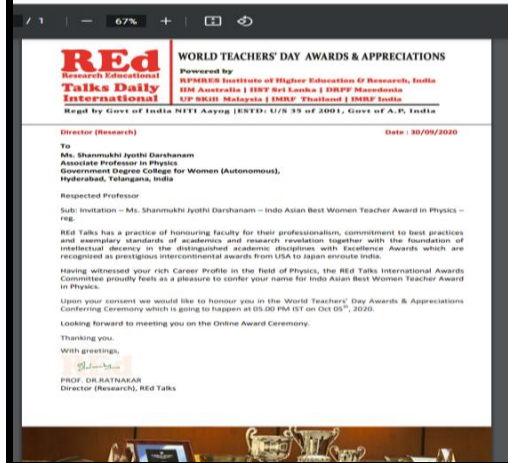 / 1 | — 67% +
REd
Research Educational
Talks Daily
International
WORLD TEACHERS' DAY AWARDS & APPRECIATIONS
Powered by
RPMRES Institute of Higher Education & Research, India
IIM Australia | IIST Sri Lanka | DRPF Macedonia
UP SKill Malaysia | IMRF Thailand | IMRF India
Regd by Govt of India NITI Aayog |ESTD: U/S 35 of 2001, Govt of A.P, India
Director (Research) Date : 30/09/2020
To
Ms. Shanmukhi Jyothi Darshanam
Associate Professor in Physics
Government Degree College for Women (Autonomous),
Hyderabad, Telangana, India
Respected Professor
Sub: Invitation – Ms. Shanmukhi Jyothi Darshanam – Indo Asian Best Women Teacher Award in Physics –
reg.
REd Talks has a practice of honouring faculty for their professionalism, commitment to best practices
and exemplary standards of academics and research revelation together with the foundation of
intellectual decency in the distinguished academic disciplines with Excellence Awards which are
recognized as prestigious intercontinental awards from USA to Japan enroute India.
Having witnessed your rich Career Profile in the field of Physics, the REd Talks International Awards
Committee proudly feels as a pleasure to confer your name for Indo Asian Best Women Teacher Award
in Physics.
Upon your consent we would like to honour you in the World Teachers' Day Awards & Appreciations
Conferring Ceremony which is going to happen at 05.00 PM IST on Oct 05th, 2020.
Looking forward to meeting you on the Online Award Ceremony.
Thanking you.
With greetings,
PROF. DR.RATNAKAR
Director (Research), REd Talks